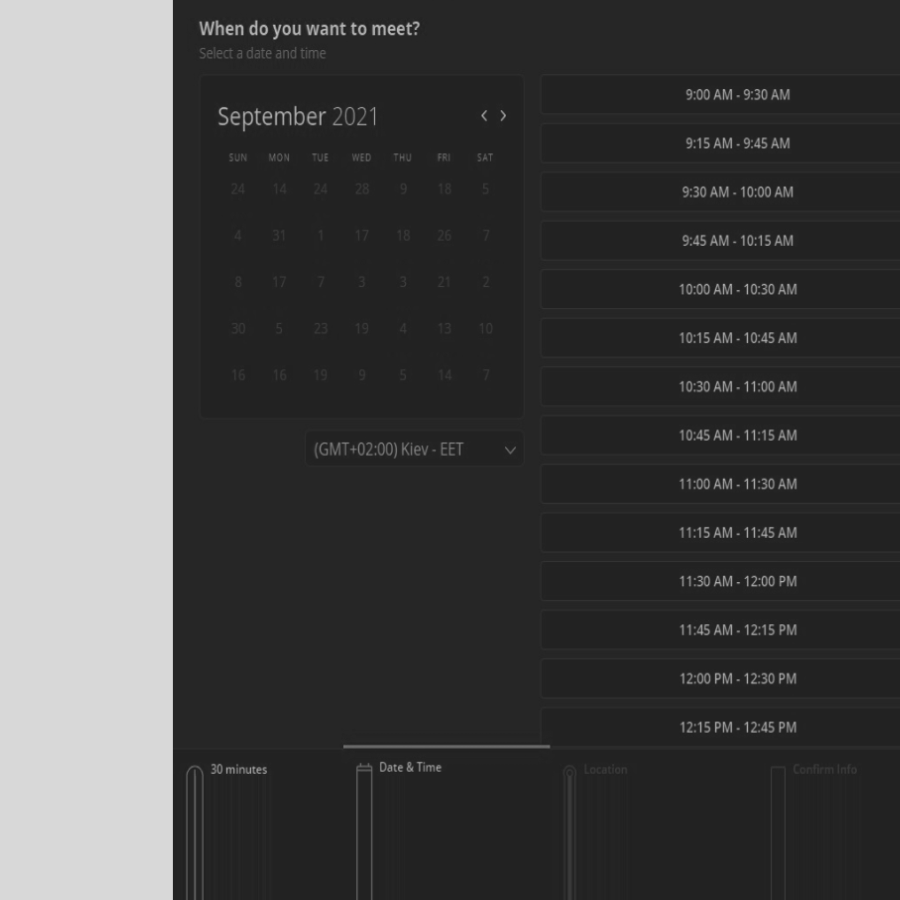 When do you want to meet?
Select a date and time
September 2021
SUN MON TUE WED THU FRI SAT
24 14 24 28 9 18 5
4 31 1 17 18 26 7
8 17 7 3 3 21 2
30 5 23 19 4 13 10
16 16 19 9 5 14 7
(GMT+02:00) Kiev - EET
9:00 AM - 9:30 AM
9:15 AM - 9:45 AM
9:30 AM - 10:00 AM
9:45 AM - 10:15 AM
10:00 AM - 10:30 AM
10:15 AM - 10:45 AM
10:30 AM - 11:00 AM
10:45 AM - 11:15 AM
11:00 AM - 11:30 AM
11:15 AM - 11:45 AM
11:30 AM - 12:00 PM
11:45 AM - 12:15 PM
12:00 PM - 12:30 PM
12:15 PM - 12:45 PM
30 minutes
Date & Time
Location
Confirm Info